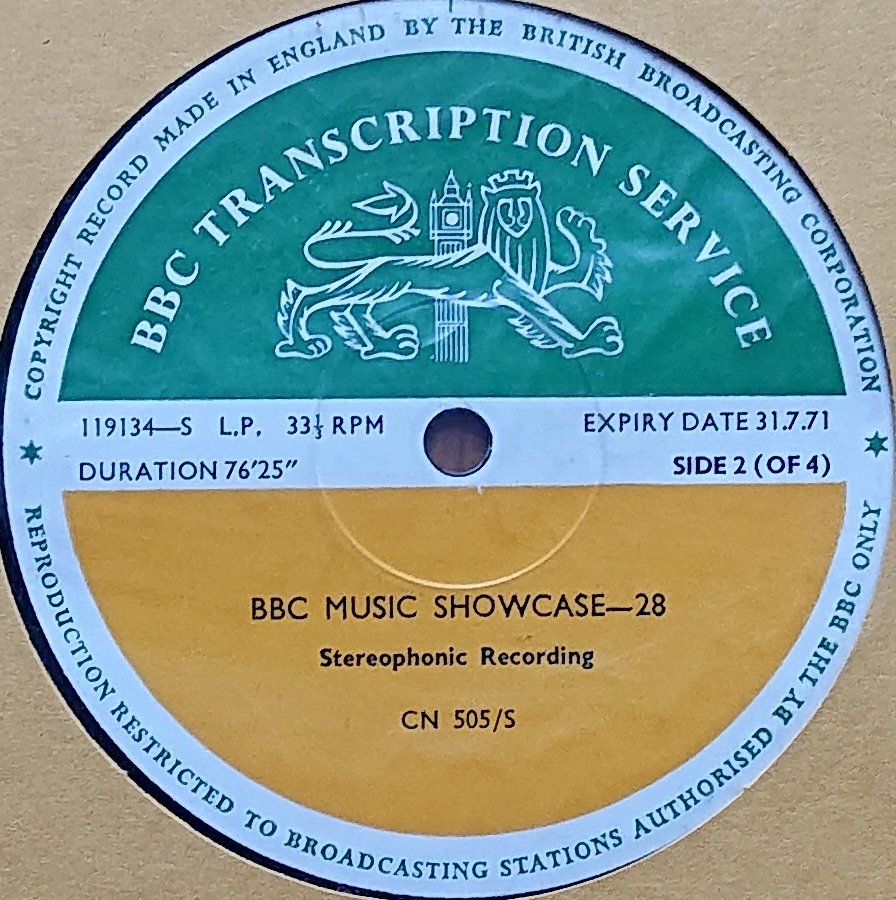 COPYRIGHT RECORD MADE IN ENGLAND BY THE BRITISH BROADCASTING CORPORATION
BBC TRANSCRIPTION SERVICE
119134—S L.P. 33⅓ RPM
EXPIRY DATE 31.7.71
DURATION 76′25″
SIDE 2 (OF 4)
BBC MUSIC SHOWCASE—28
Stereophonic Recording
CN 505/S
REPRODUCTION RESTRICTED TO BROADCASTING STATIONS AUTHORISED BY THE BBC ONLY